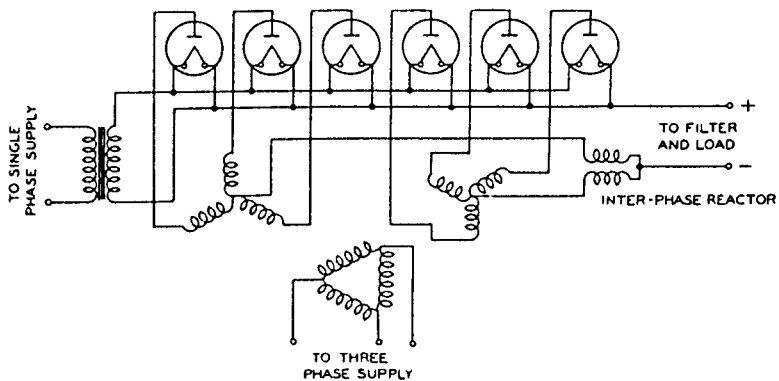 TO SINGLE
PHASE SUPPLY
+
TO FILTER
AND LOAD
−
INTER-PHASE REACTOR
TO THREE
PHASE SUPPLY